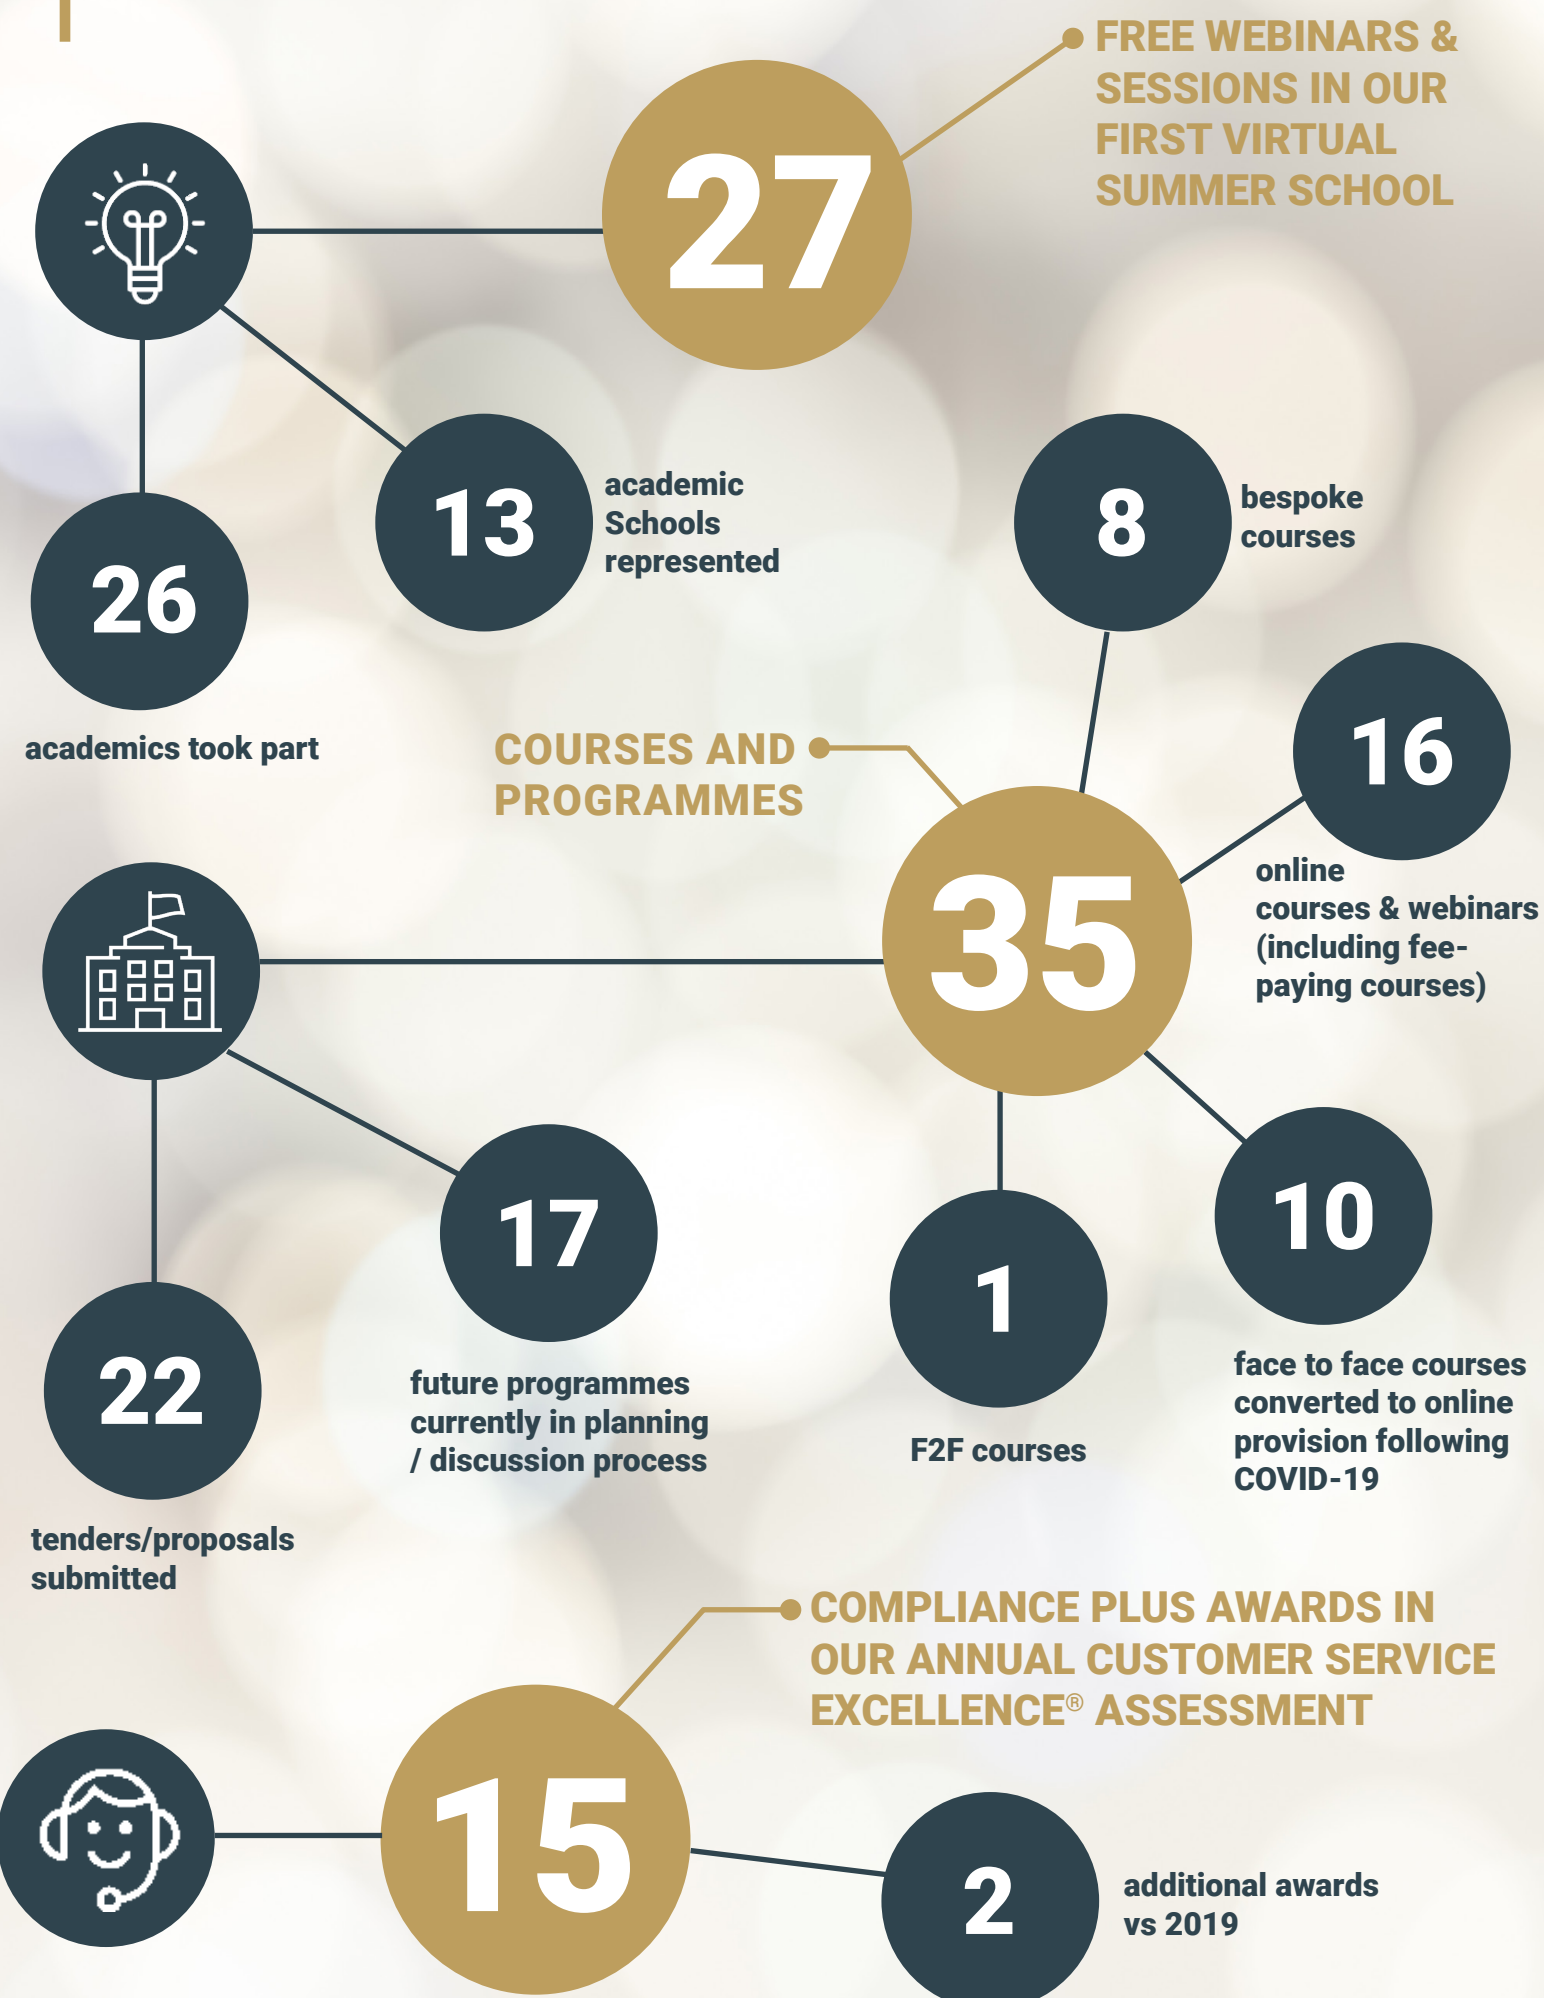 FREE WEBINARS &
SESSIONS IN OUR
FIRST VIRTUAL
SUMMER SCHOOL
27
13
academic
Schools
represented
26
academics took part
8
bespoke
courses
16
online
courses & webinars
(including fee-
paying courses)
COURSES AND
PROGRAMMES
35
10
face to face courses
converted to online
provision following
COVID-19
1
F2F courses
17
future programmes
currently in planning
/ discussion process
22
tenders/proposals
submitted
COMPLIANCE PLUS AWARDS IN
OUR ANNUAL CUSTOMER SERVICE
EXCELLENCE® ASSESSMENT
15
2
additional awards
vs 2019